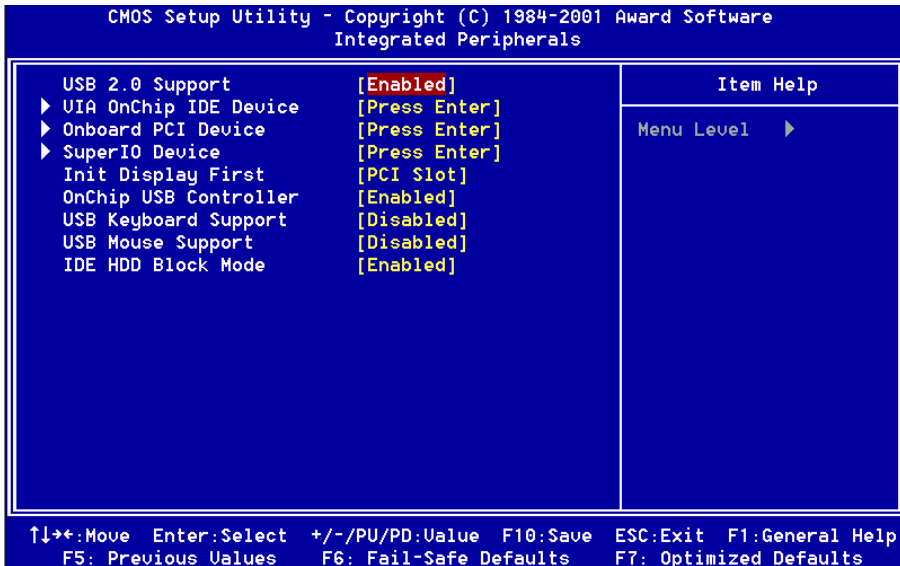 CMOS Setup Utility - Copyright (C) 1984-2001 Award Software
Integrated Peripherals
USB 2.0 Support [Enabled]
▶ VIA OnChip IDE Device [Press Enter]
▶ Onboard PCI Device [Press Enter]
▶ SuperIO Device [Press Enter]
Init Display First [PCI Slot]
OnChip USB Controller [Enabled]
USB Keyboard Support [Disabled]
USB Mouse Support [Disabled]
IDE HDD Block Mode [Enabled]
Item Help
Menu Level ▶
↑↓→←:Move Enter:Select +/-/PU/PD:Value F10:Save ESC:Exit F1:General Help
F5: Previous Values F6: Fail-Safe Defaults F7: Optimized Defaults